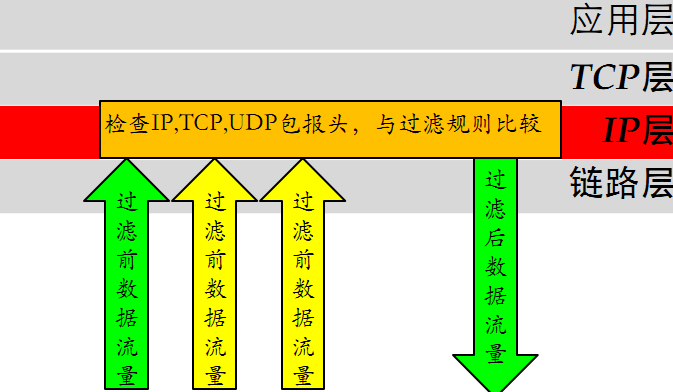 应用层
TCP层
检查IP,TCP,UDP包报头，与过滤规则比较
IP层
链路层
过滤前数据流量
过滤前数据流量
过滤前数据流量
过滤后数据流量